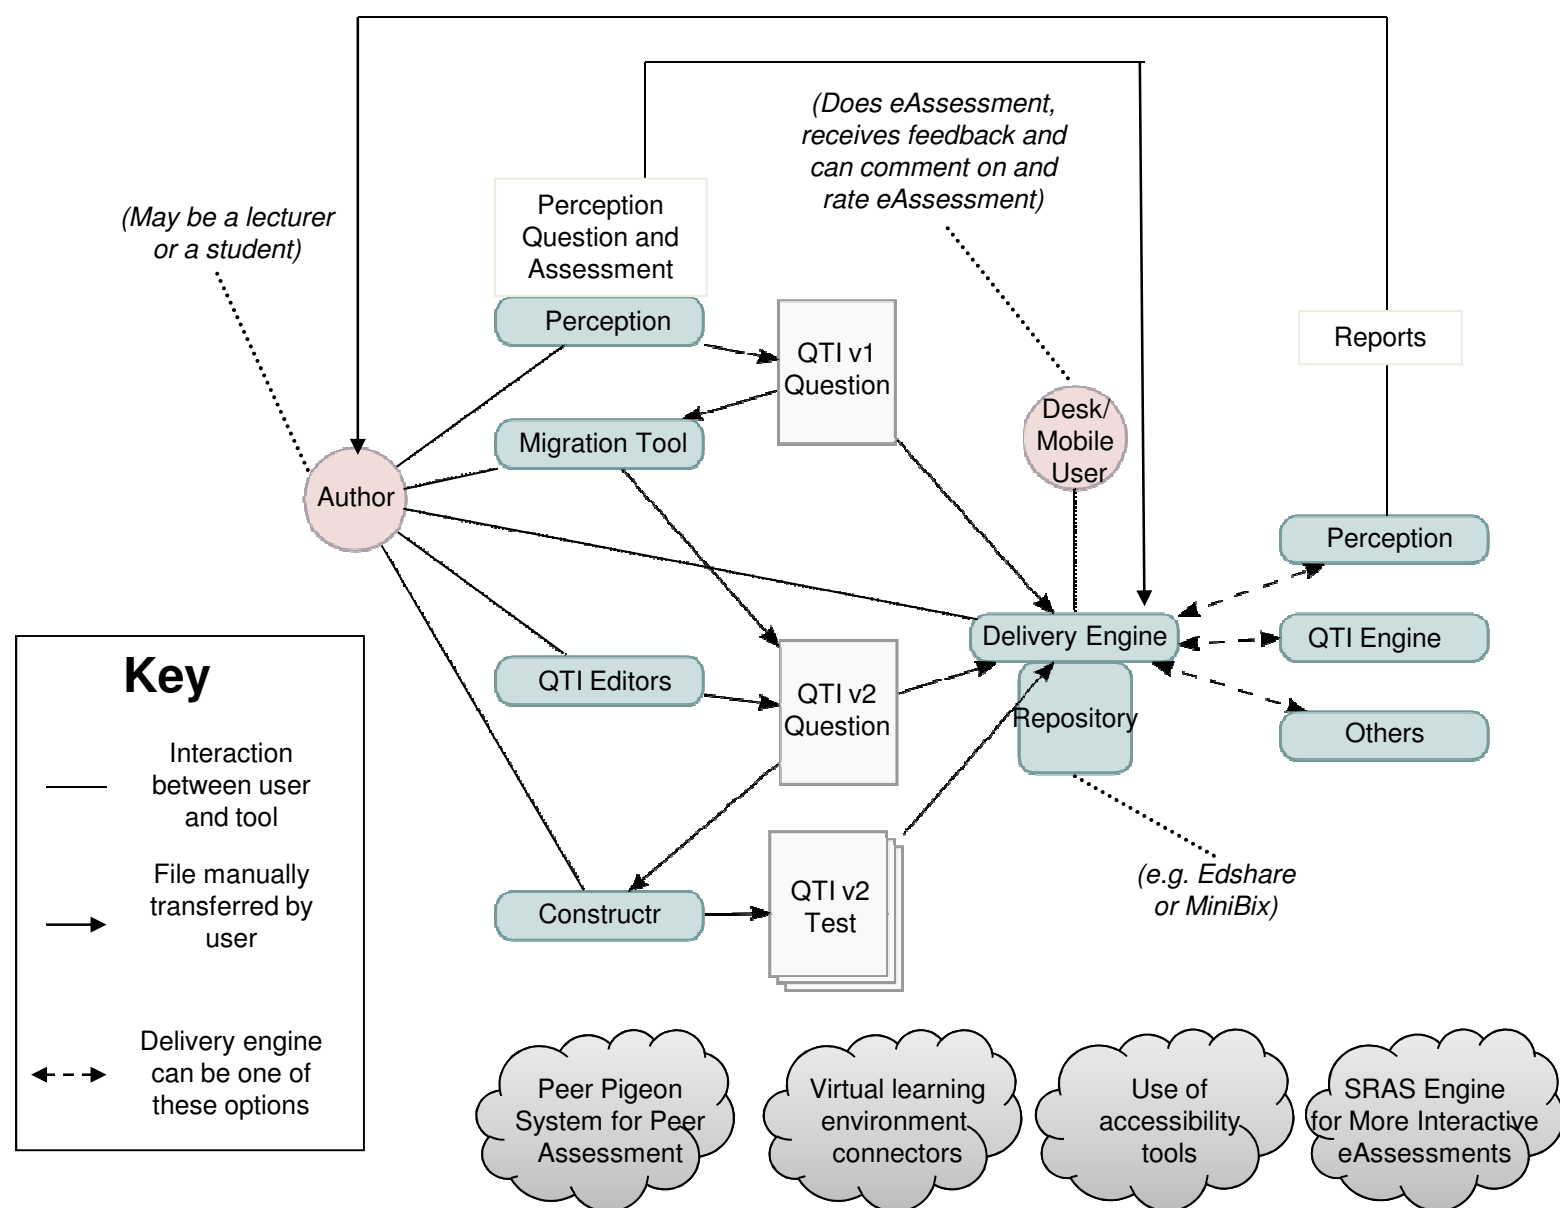 (Does eAssessment,
receives feedback and
can comment on and
rate eAssessment)
(May be a lecturer
or a student)
Perception
Question and
Assessment
Perception
QTI v1
Question
Reports
Migration Tool
Desk/
Mobile
User
Author
Perception
Delivery Engine
QTI Engine
QTI Editors
QTI v2
Question
Repository
Others
(e.g. Edshare
or MiniBix)
Constructr
QTI v2
Test
Key
Interaction
between user
and tool
File manually
transferred by
user
Delivery engine
can be one of
these options
Peer Pigeon
System for Peer
Assessment
Virtual learning
environment
connectors
Use of
accessibility
tools
SRAS Engine
for More Interactive
eAssessments